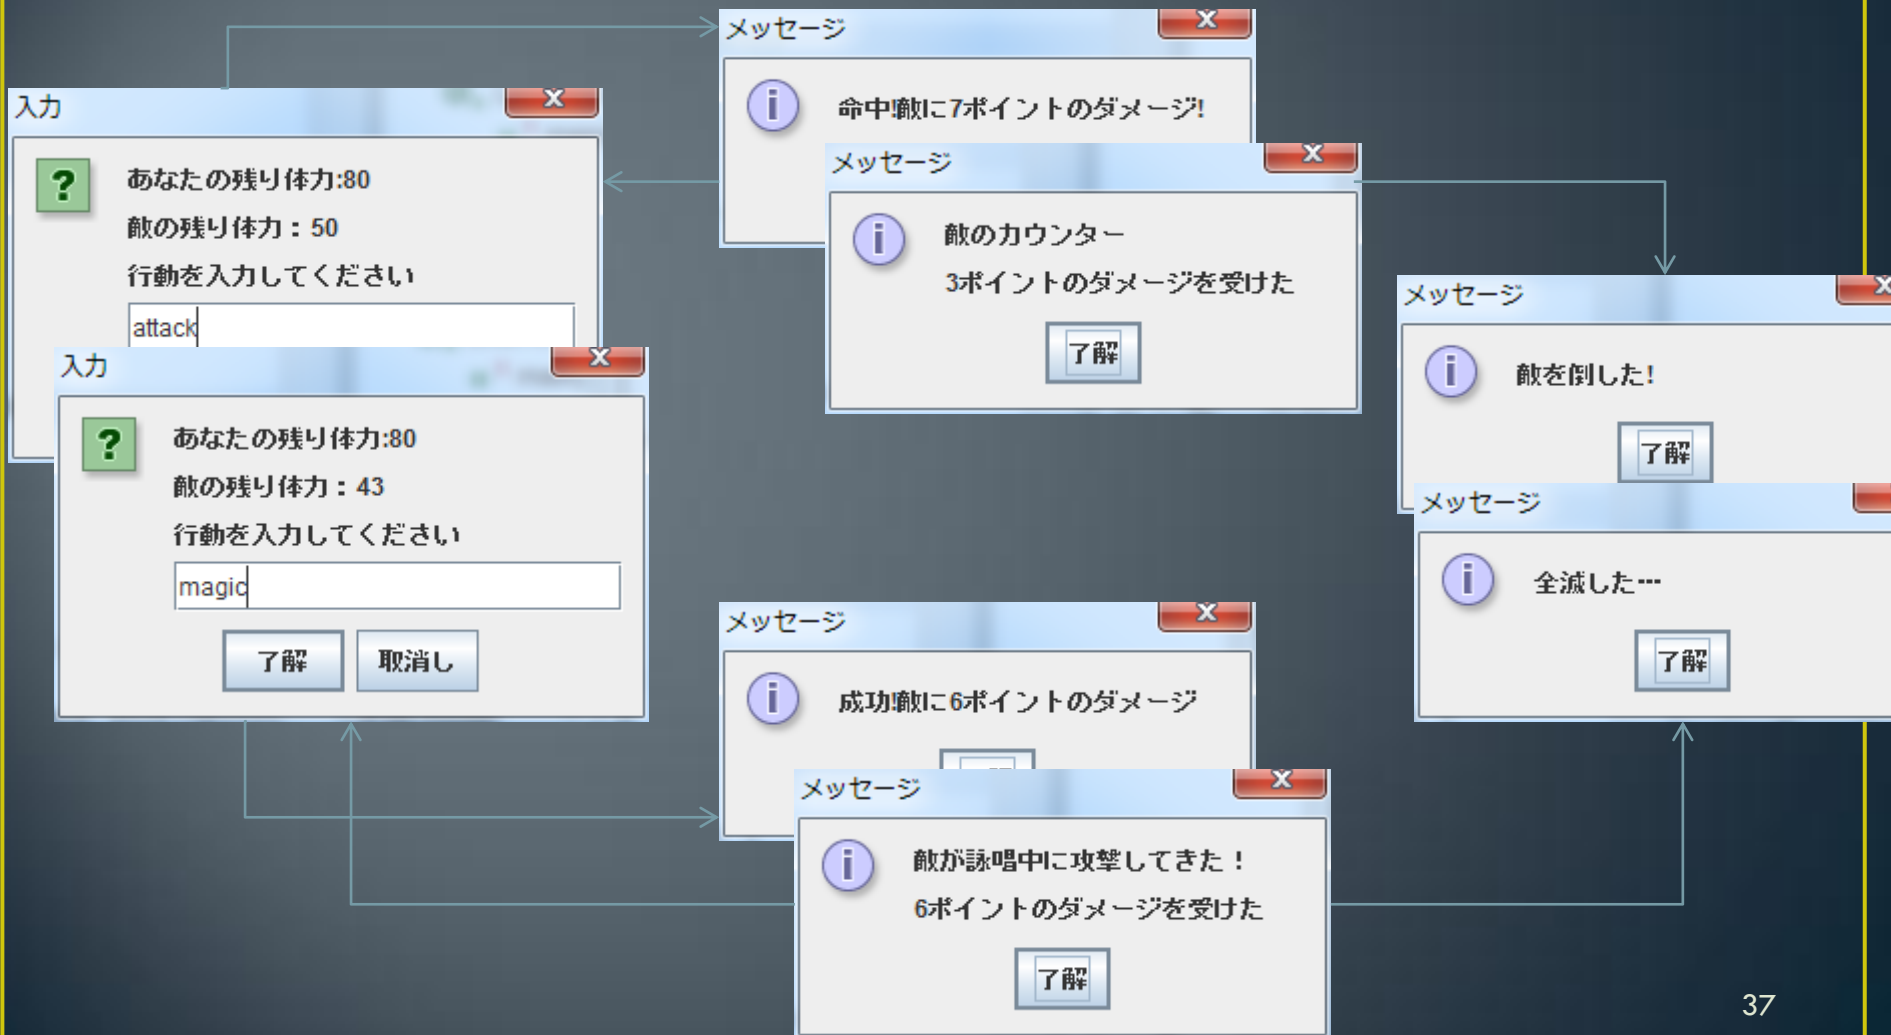 入力
あなたの残り体力:80
敵の残り体力：50
行動を入力してください
attack
入力
あなたの残り体力:80
敵の残り体力：43
行動を入力してください
magic
了解
取消し
メッセージ
命中!敵に7ポイントのダメージ!
メッセージ
敵のカウンター
3ポイントのダメージを受けた
了解
メッセージ
成功!敵に6ポイントのダメージ
メッセージ
敵が詠唱中に攻撃してきた！
6ポイントのダメージを受けた
了解
メッセージ
敵を倒した!
了解
メッセージ
全滅した…
了解
37